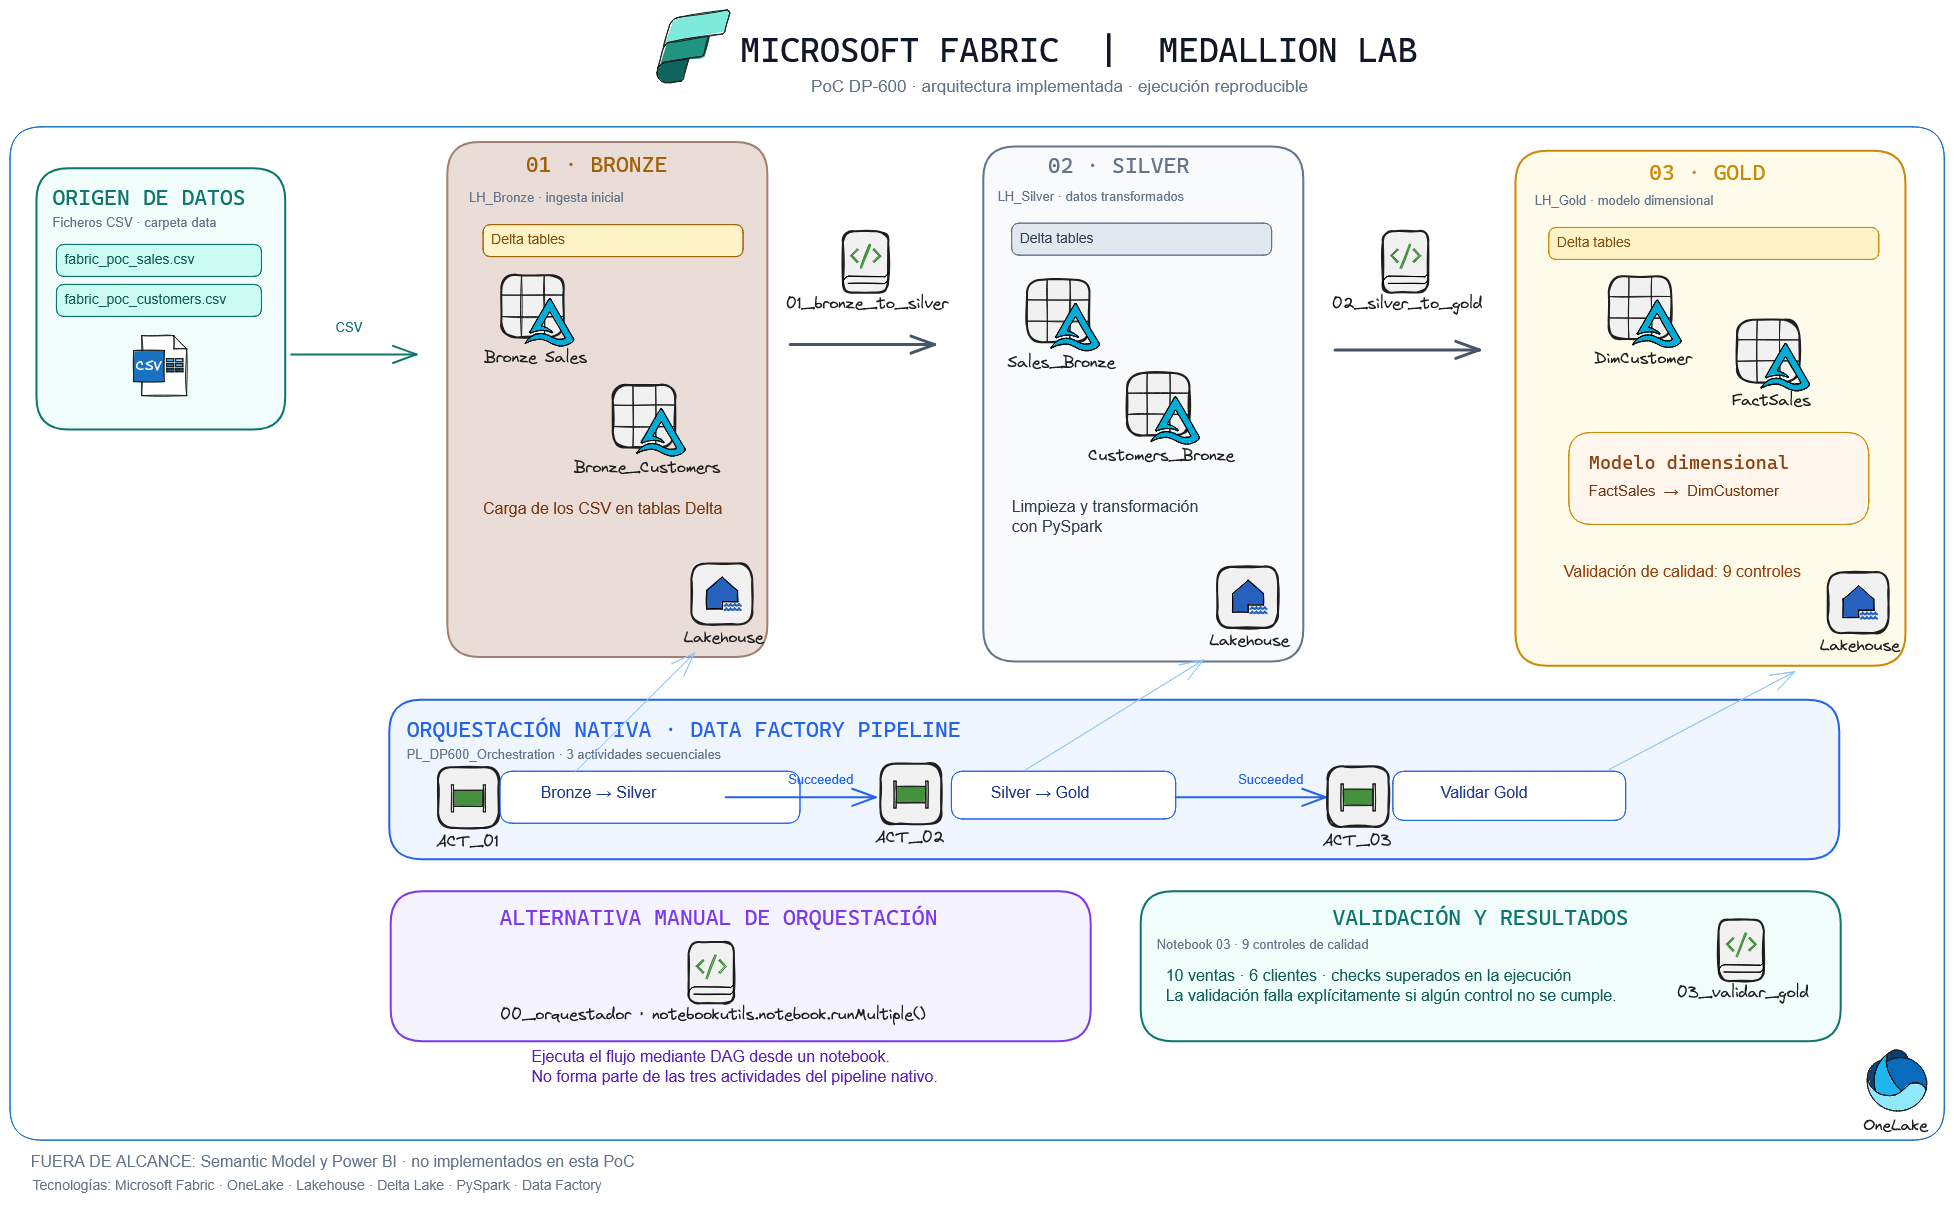 MICROSOFT FABRIC | MEDALLION LAB
PoC DP-600 · arquitectura implementada · ejecución reproducible
ORIGEN DE DATOS
Ficheros CSV · carpeta data
fabric_poc_sales.csv
fabric_poc_customers.csv
CSV
CSV
01 · BRONZE
LH_Bronze · ingesta inicial
Delta tables
Bronze Sales
Bronze_Customers
Carga de los CSV en tablas Delta
Lakehouse
01_bronze_to_silver
02 · SILVER
LH_Silver · datos transformados
Delta tables
Sales_Bronze
Customers_Bronze
Limpieza y transformación
con PySpark
Lakehouse
02_silver_to_gold
03 · GOLD
LH_Gold · modelo dimensional
Delta tables
DimCustomer
FactSales
Modelo dimensional
FactSales → DimCustomer
Validación de calidad: 9 controles
Lakehouse
ORQUESTACIÓN NATIVA · DATA FACTORY PIPELINE
PL_DP600_Orchestration · 3 actividades secuenciales
ACT_01
Bronze → Silver
Succeeded
ACT_02
Silver → Gold
Succeeded
ACT_03
Validar Gold
ALTERNATIVA MANUAL DE ORQUESTACIÓN
00_orquestador · notebookutils.notebook.runMultiple()
Ejecuta el flujo mediante DAG desde un notebook.
No forma parte de las tres actividades del pipeline nativo.
VALIDACIÓN Y RESULTADOS
Notebook 03 · 9 controles de calidad
10 ventas · 6 clientes · checks superados en la ejecución
La validación falla explícitamente si algún control no se cumple.
03_validar_gold
OneLake
FUERA DE ALCANCE: Semantic Model y Power BI · no implementados en esta PoC
Tecnologías: Microsoft Fabric · OneLake · Lakehouse · Delta Lake · PySpark · Data Factory